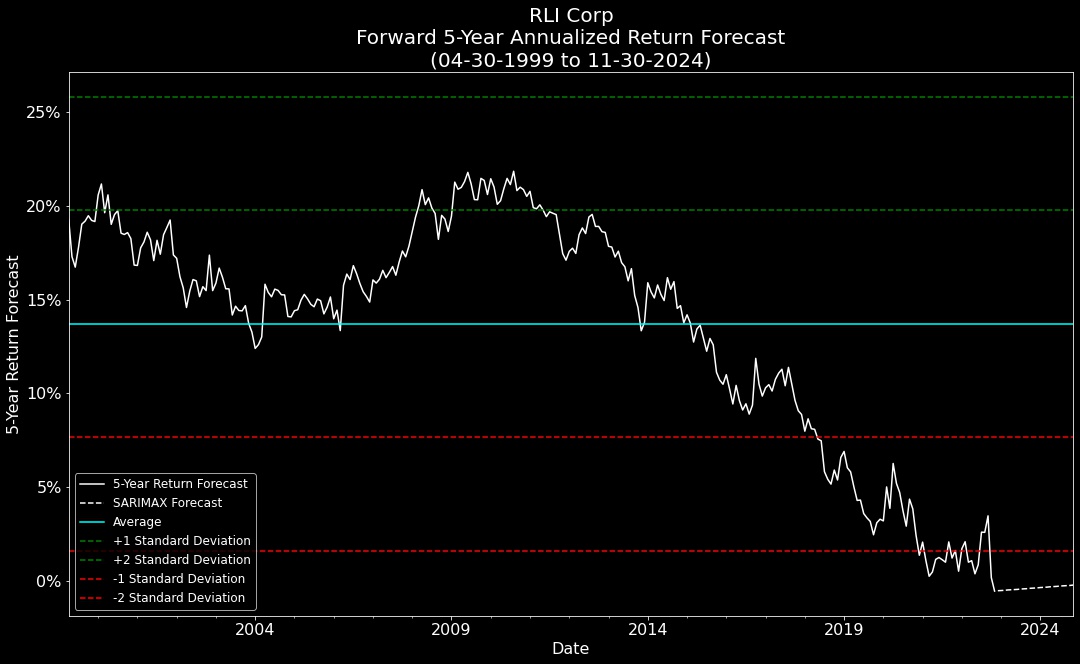 RLI Corp
Forward 5-Year Annualized Return Forecast
(04-30-1999 to 11-30-2024)
5-Year Return Forecast
25%
20%
15%
10%
5%
0%
5-Year Return Forecast
SARIMAX Forecast
Average
+1 Standard Deviation
+2 Standard Deviation
-1 Standard Deviation
-2 Standard Deviation
2004 2009 2014 2019 2024
Date